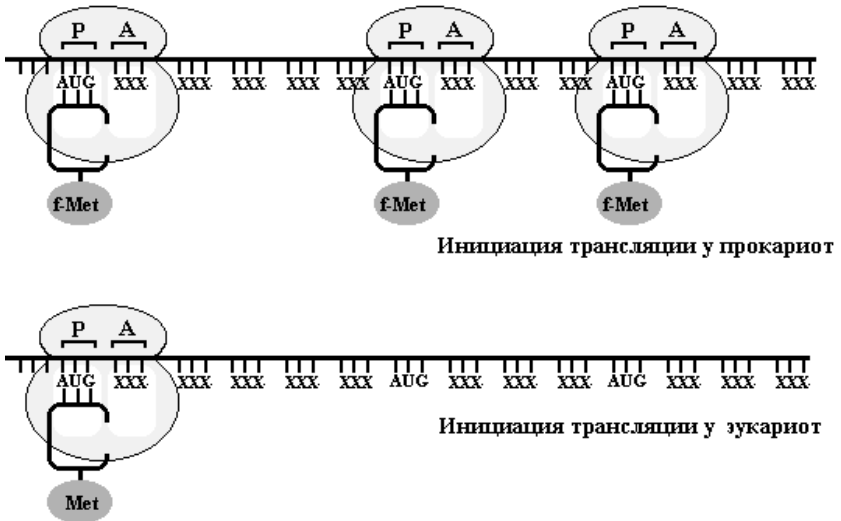 P A P A P A
AUG XXX XXX XXX XXX XXX AUG XXX XXX XXX AUG XXX XXX XXX
f-Met f-Met f-Met
Инициация трансляции у прокариот
P A
AUG XXX XXX XXX XXX XXX AUG XXX XXX AUG XXX XXX XXX
Инициация трансляции у эукариот
Met